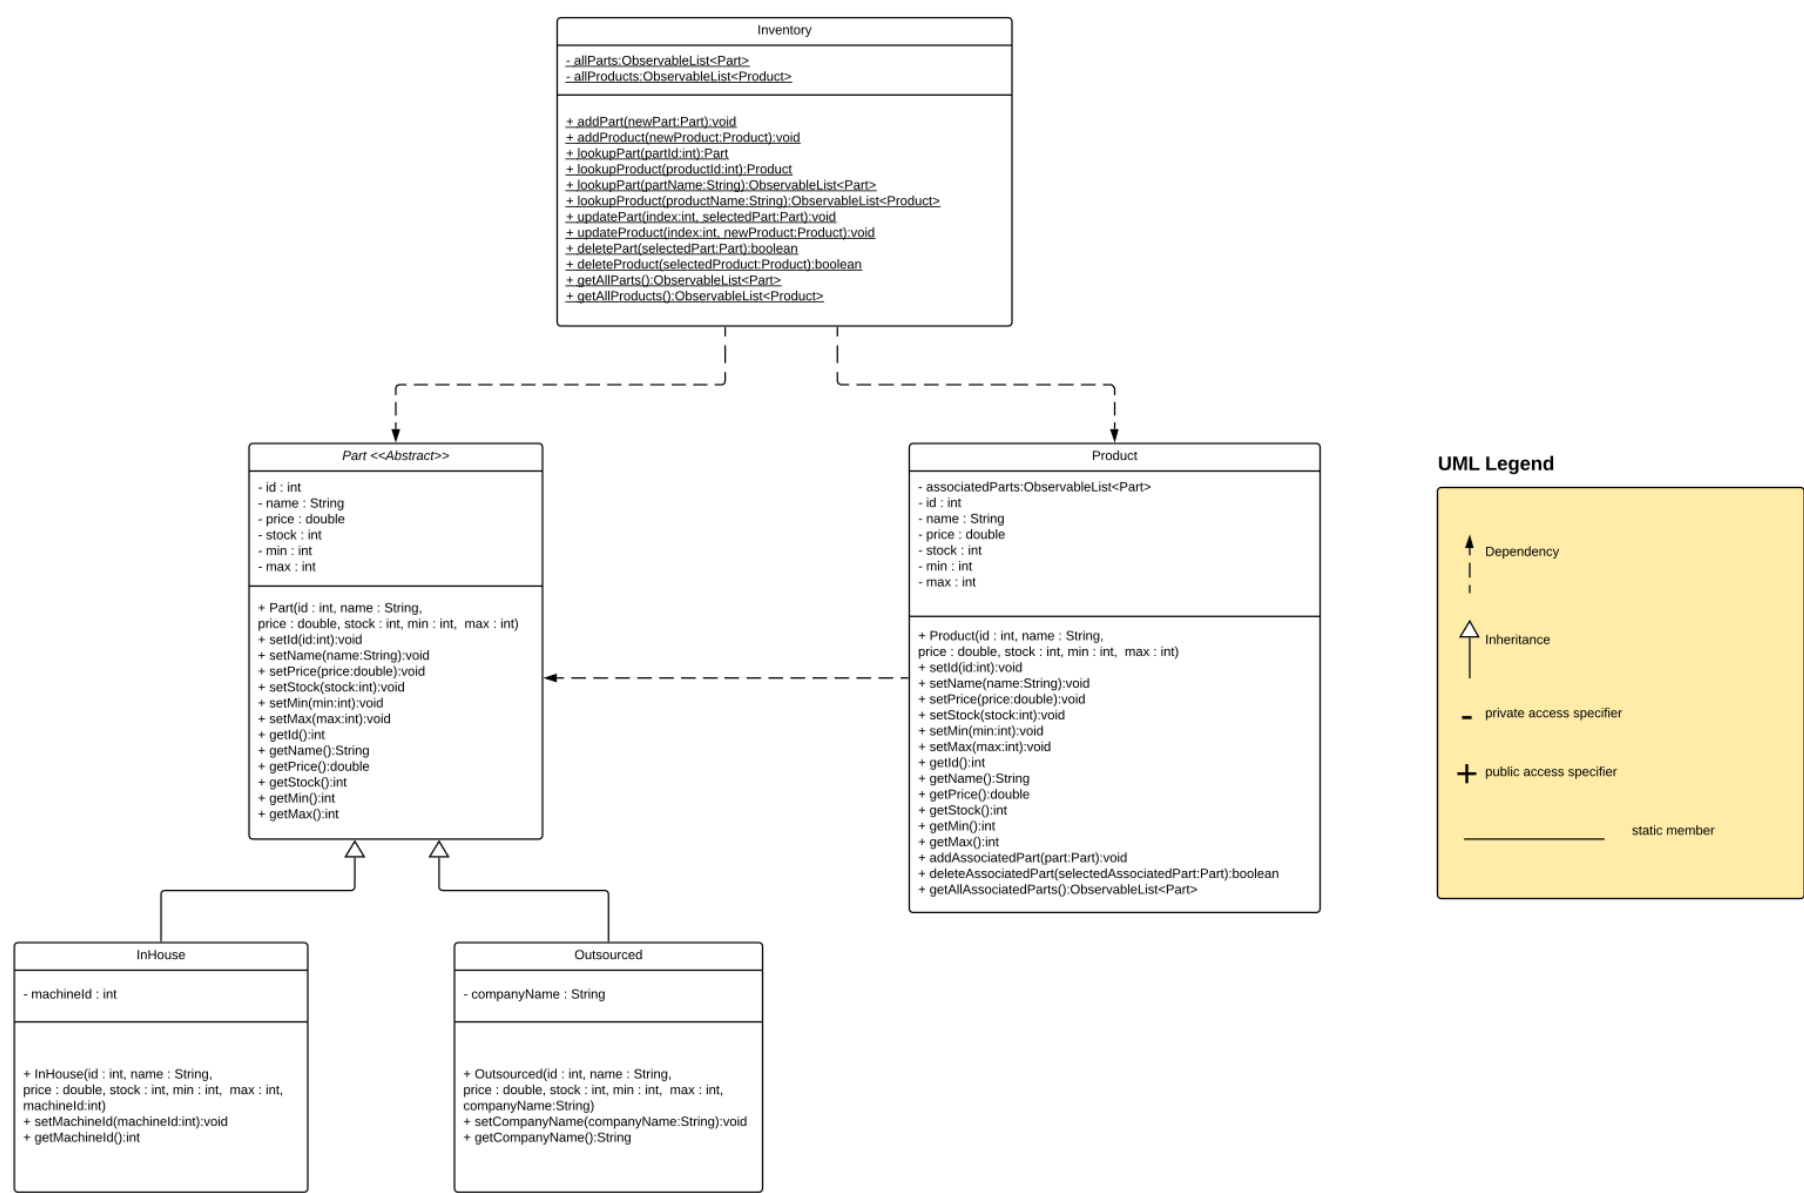 Inventory
- allParts:ObservableList<Part>
- allProducts:ObservableList<Product>
+ addPart(newPart:Part):void
+ addProduct(newProduct:Product):void
+ lookupPart(partId:int):Part
+ lookupProduct(productId:int):Product
+ lookupPart(partName:String):ObservableList<Part>
+ lookupProduct(productName:String):ObservableList<Product>
+ updatePart(index:int, selectedPart:Part):void
+ updateProduct(index:int, newProduct:Product):void
+ deletePart(selectedPart:Part):boolean
+ deleteProduct(selectedProduct:Product):boolean
+ getAllParts():ObservableList<Part>
+ getAllProducts():ObservableList<Product>
Part <<Abstract>>
- id : int
- name : String
- price : double
- stock : int
- min : int
- max : int
+ Part(id : int, name : String,
price : double, stock : int, min : int,  max : int)
+ setId(id:int):void
+ setName(name:String):void
+ setPrice(price:double):void
+ setStock(stock:int):void
+ setMin(min:int):void
+ setMax(max:int):void
+ getId():int
+ getName():String
+ getPrice():double
+ getStock():int
+ getMin():int
+ getMax():int
Product
- associatedParts:ObservableList<Part>
- id : int
- name : String
- price : double
- stock : int
- min : int
- max : int
+ Product(id : int, name : String,
price : double, stock : int, min : int,  max : int)
+ setId(id:int):void
+ setName(name:String):void
+ setPrice(price:double):void
+ setStock(stock:int):void
+ setMin(min:int):void
+ setMax(max:int):void
+ getId():int
+ getName():String
+ getPrice():double
+ getStock():int
+ getMin():int
+ getMax():int
+ addAssociatedPart(part:Part):void
+ deleteAssociatedPart(selectedAssociatedPart:Part):boolean
+ getAllAssociatedParts():ObservableList<Part>
UML Legend
Dependency
Inheritance
- private access specifier
+ public access specifier
static member
InHouse
- machineId : int
+ InHouse(id : int, name : String,
price : double, stock : int, min : int,  max : int,
machineId:int)
+ setMachineId(machineId:int):void
+ getMachineId():int
Outsourced
- companyName : String
+ Outsourced(id : int, name : String,
price : double, stock : int, min : int,  max : int,
companyName:String)
+ setCompanyName(companyName:String):void
+ getCompanyName():String